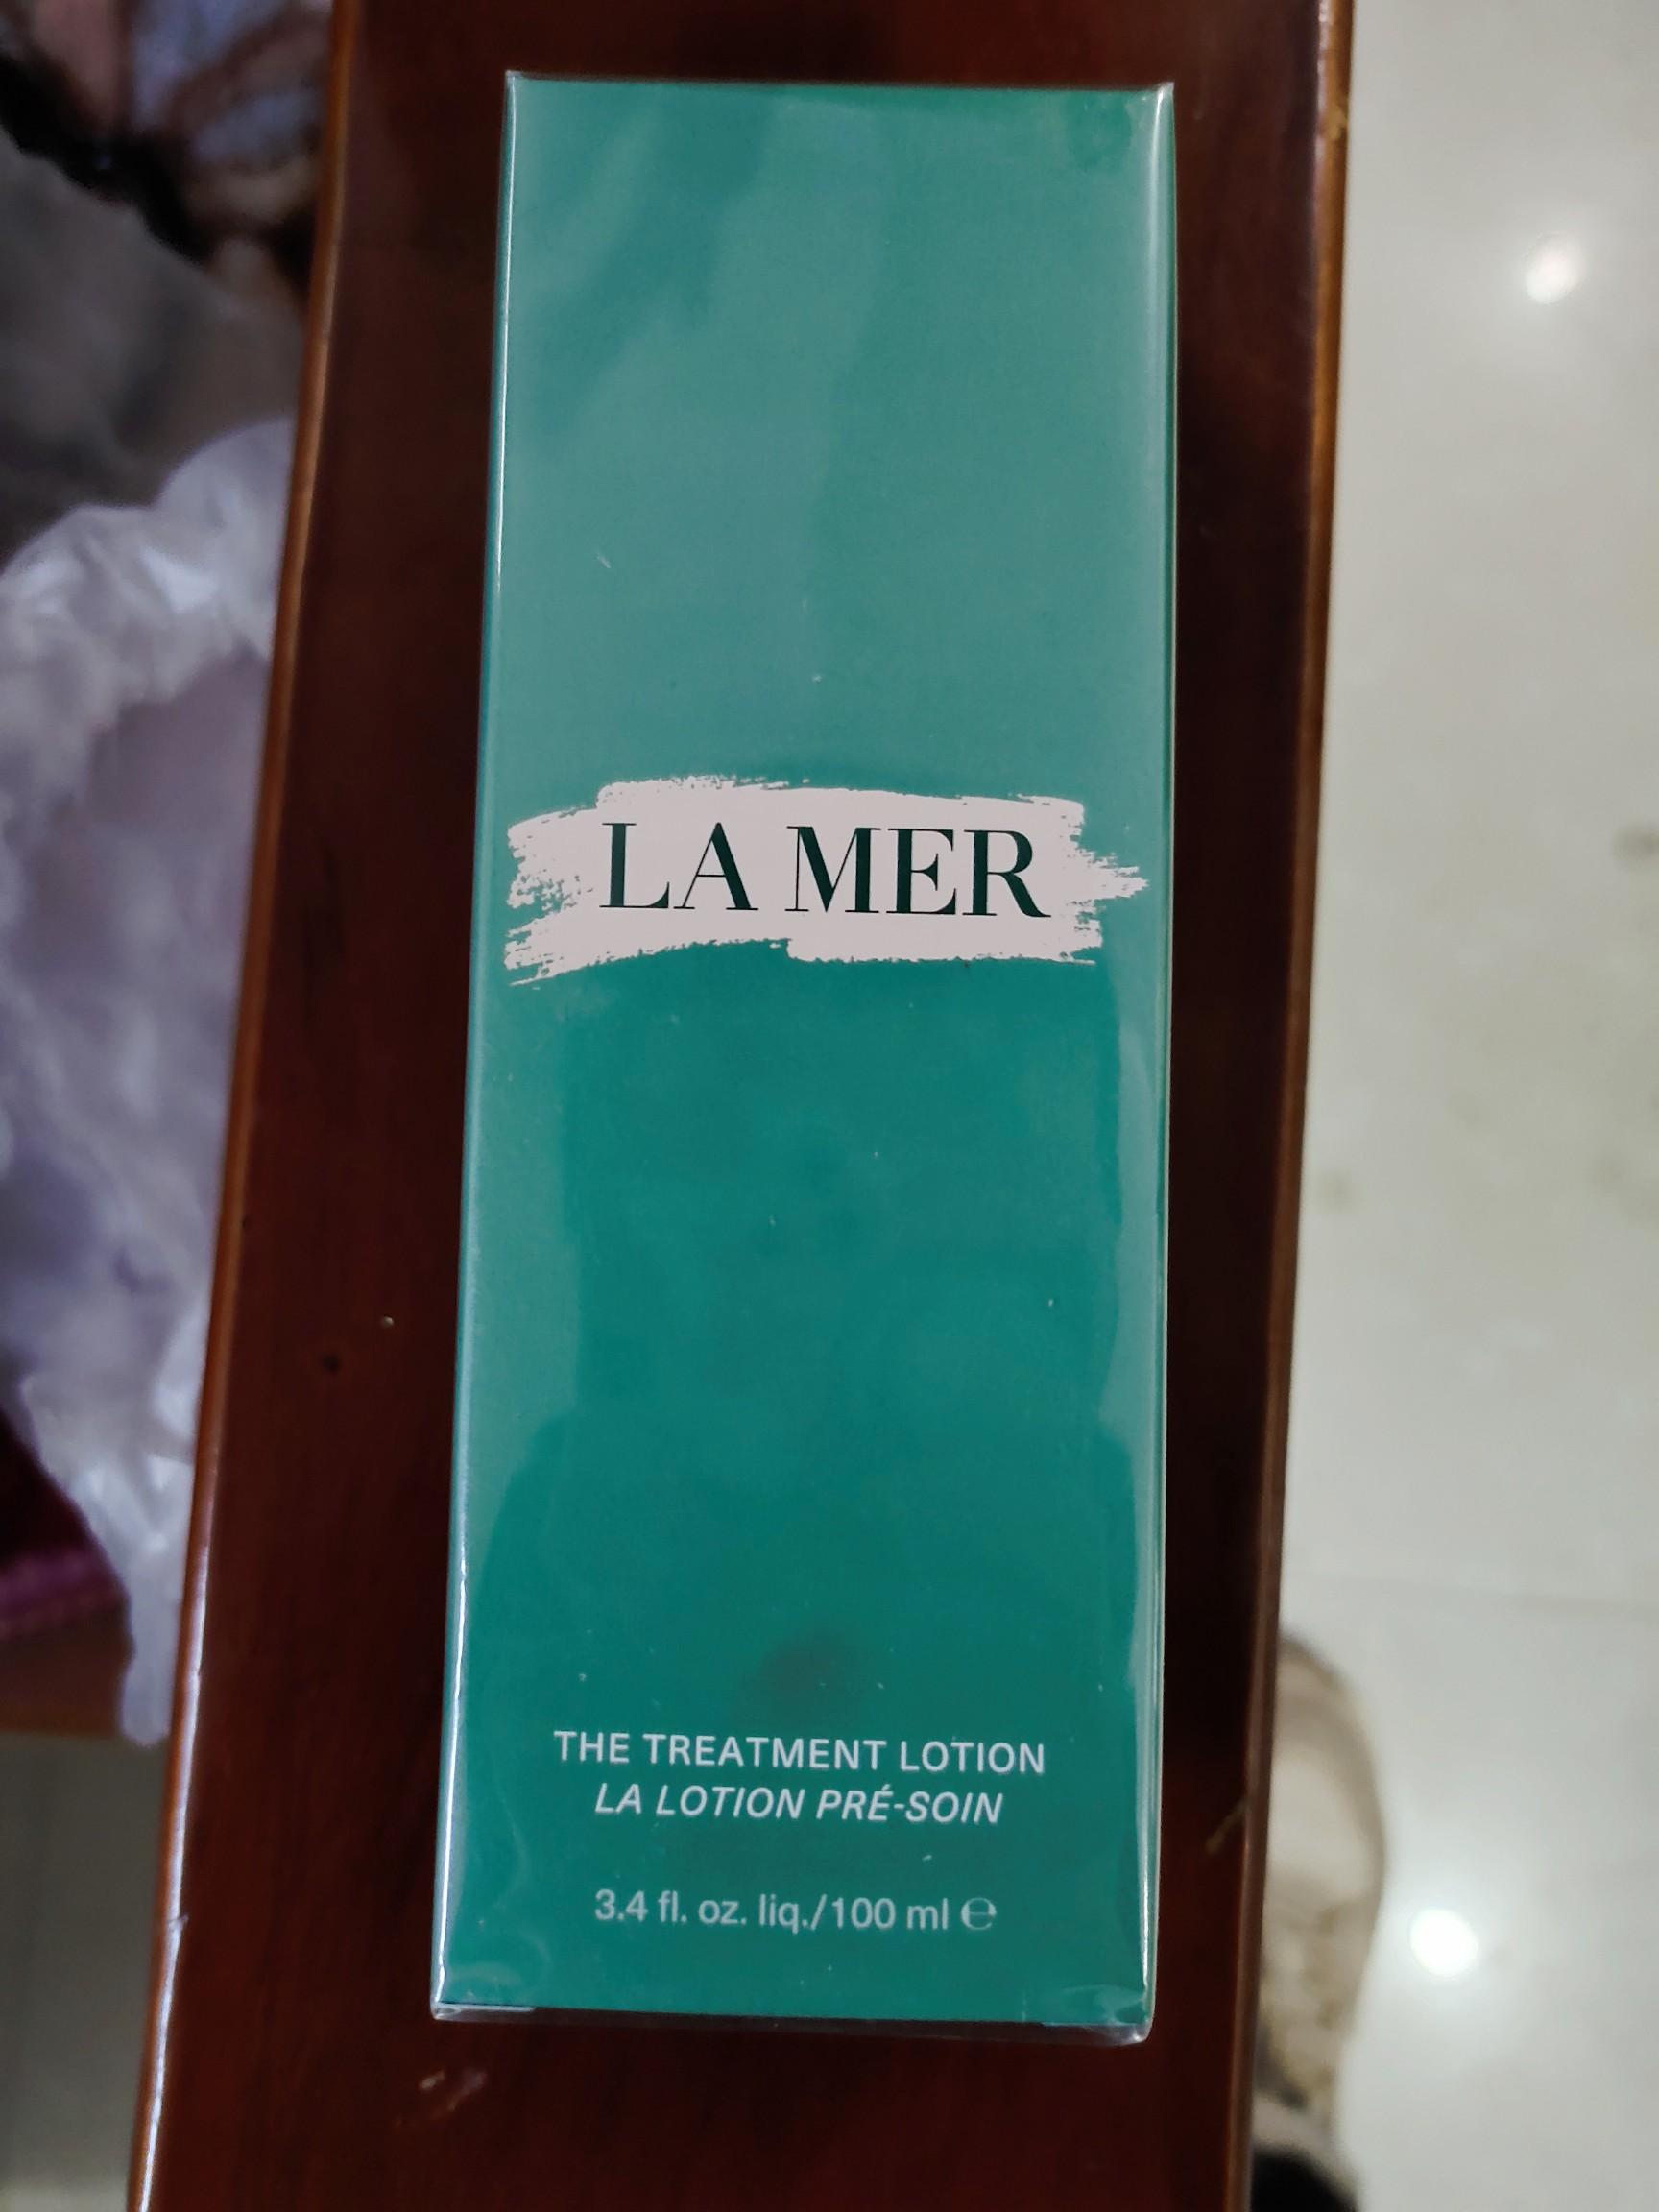 LA MER
THE TREATMENT LOTION
LA LOTION PRÉ-SOIN
3.4 fl. oz. liq./100 ml ℮